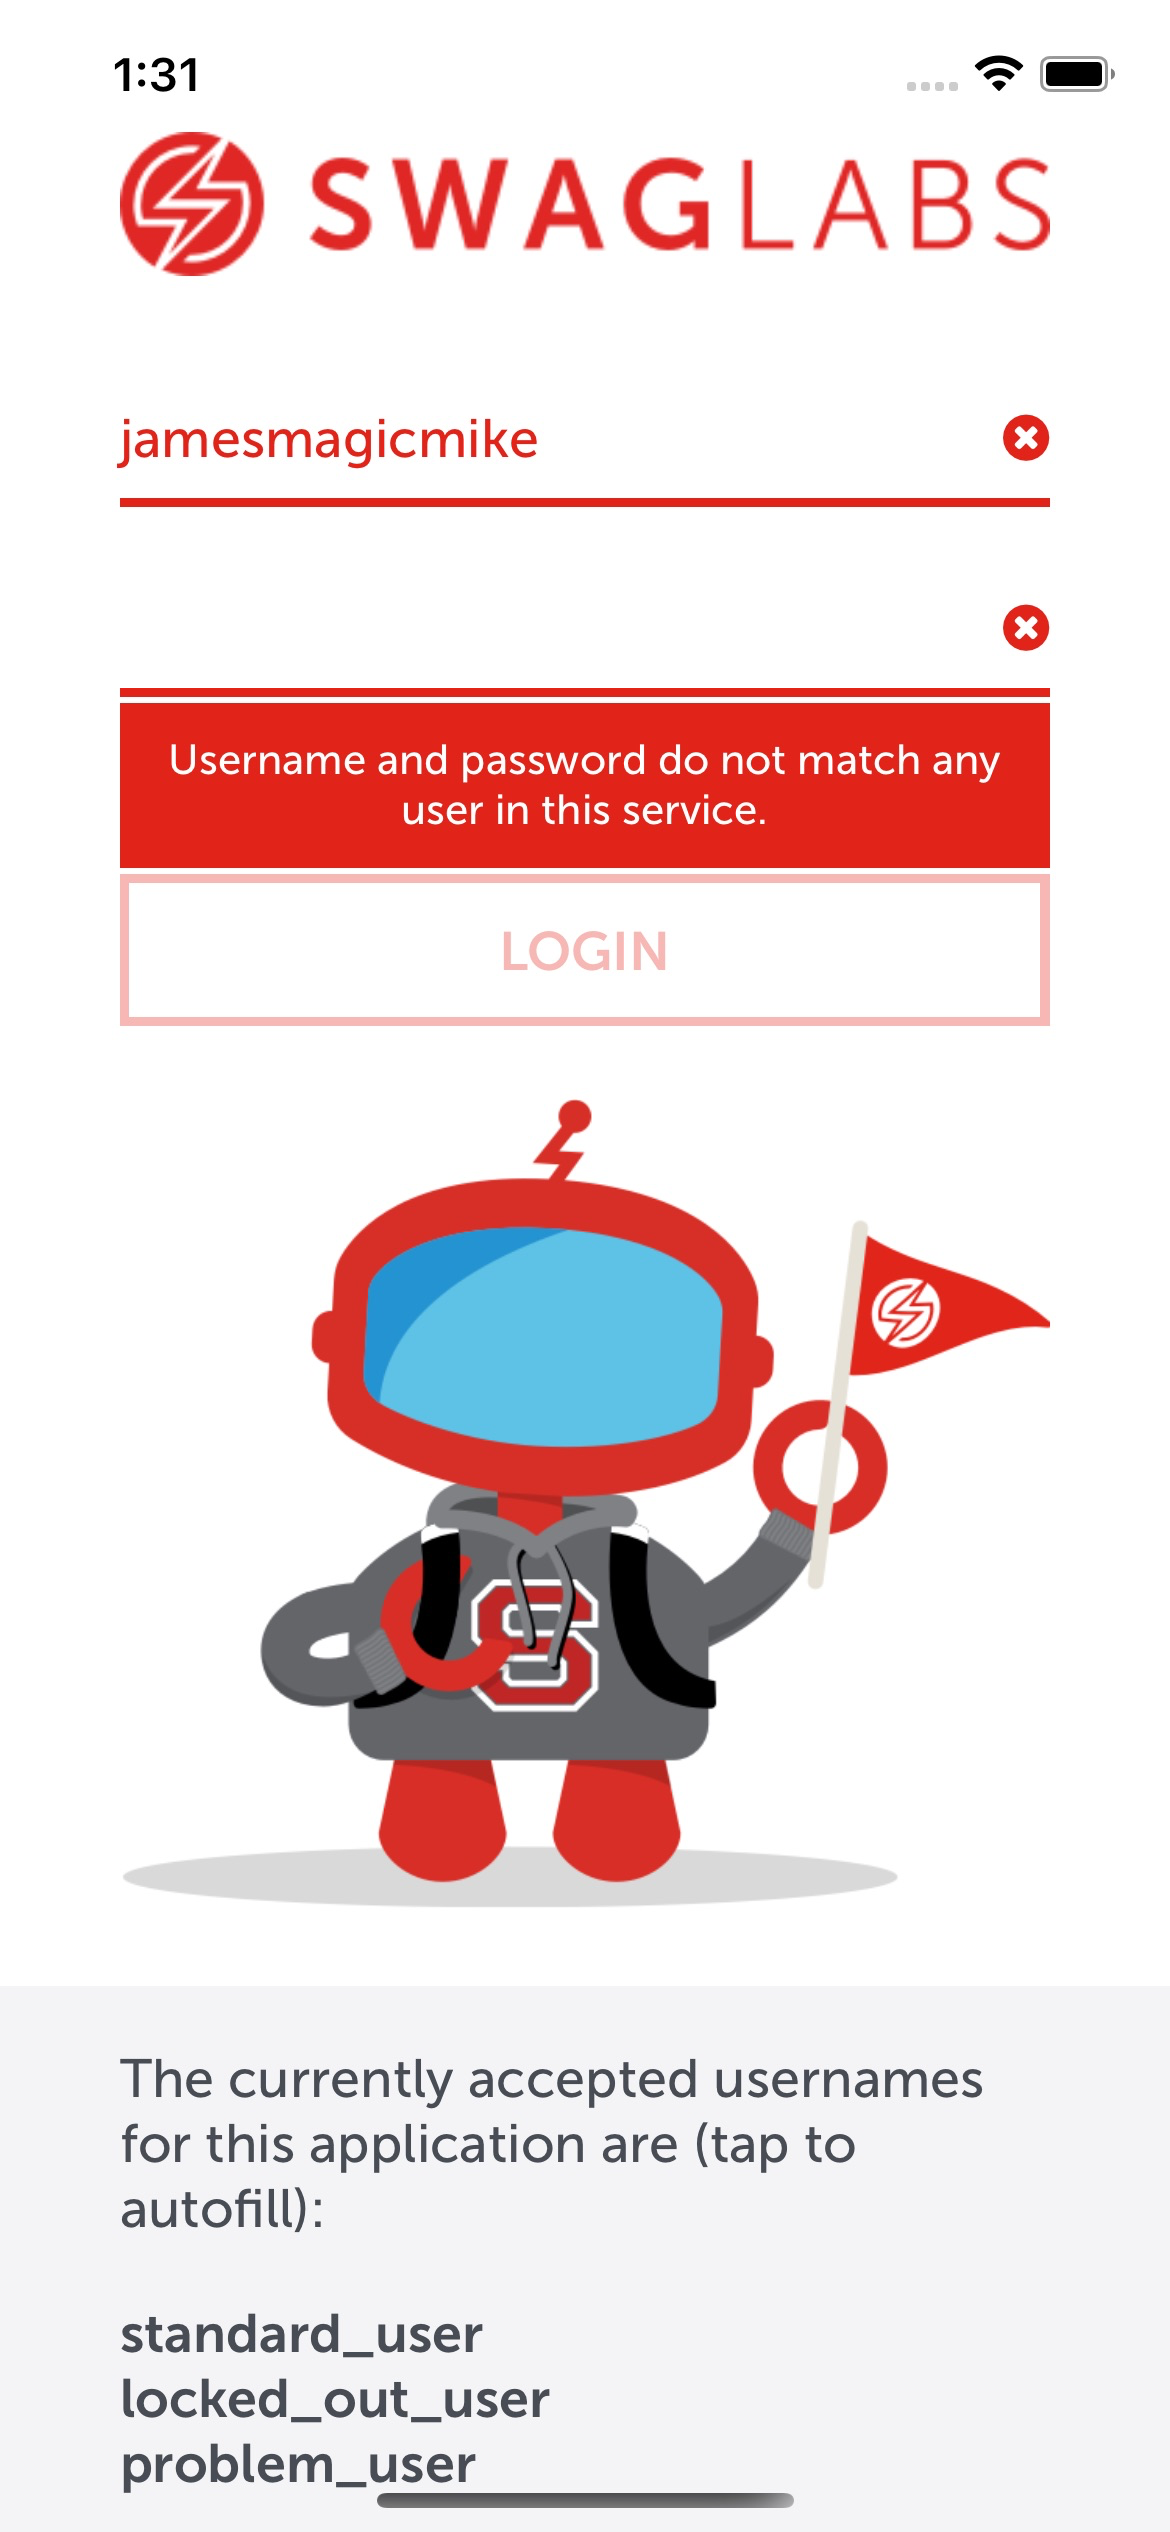 1:31
SWAGLABS
jamesmagicmike
Username and password do not match any
user in this service.
LOGIN
S
The currently accepted usernames
for this application are (tap to
autofill):
standard_user
locked_out_user
problem_user